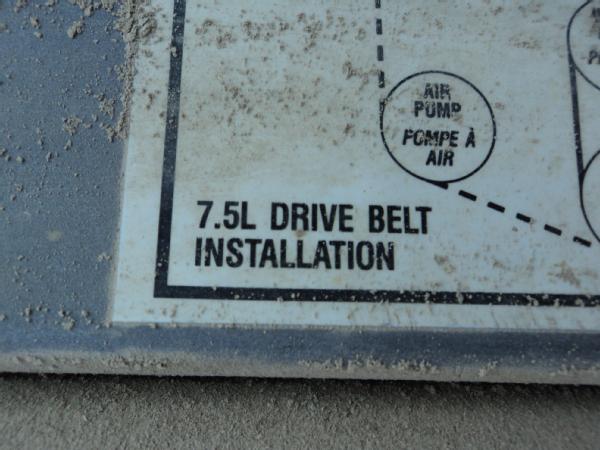 AIR
PUMP
POMPE À
AIR
7.5L DRIVE BELT
INSTALLATION